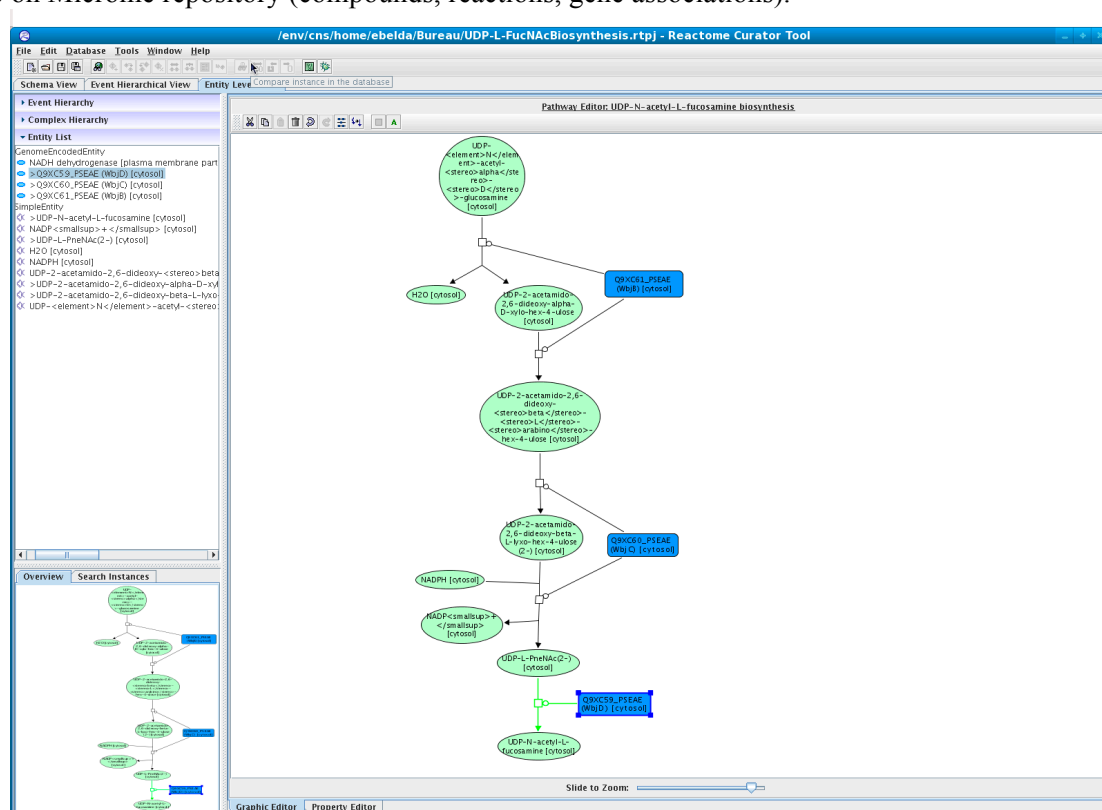 on Microme repository (compounds, reactions, gene associations).
/env/cns/home/ebelda/Bureau/UDP-L-FucNAcBiosynthesis.rtpj - Reactome Curator Tool
File Edit Database Tools Window Help
Schema View Event Hierarchical View Entity Leve
Compare instance in the database
Event Hierarchy
Complex Hierarchy
Entity List
GenomeEncodedEntity
NADH dehydrogenase [plasma membrane part
>Q9XC59_PSEAE (WbjD) [cytosol]
>Q9XC60_PSEAE (WbjC) [cytosol]
>Q9XC61_PSEAE (WbjB) [cytosol]
SimpleEntity
>UDP-N-acetyl-L-fucosamine [cytosol]
NADP<smallsup>+</smallsup> [cytosol]
>UDP-L-PneNAc(2-) [cytosol]
H2O [cytosol]
NADPH [cytosol]
UDP-2-acetamido-2,6-dideoxy-<stereo>beta
>UDP-2-acetamido-2,6-dideoxy-alpha-D-xyl
>UDP-2-acetamido-2,6-dideoxy-beta-L-lyxo-
UDP-<element>N</element>-acetyl-<stereo>
Overview Search Instances
Pathway Editor: UDP-N-acetyl-L-fucosamine biosynthesis
UDP-
<element>N</elem
ent>-acetyl-
<stereo>alpha</ste
reo>-
<stereo>D</stereo
>-glucosamine
[cytosol]
Q9XC61_PSEAE
(WbjB) [cytosol]
H2O [cytosol]
UDP-2-acetamido-
2,6-dideoxy-alpha-
D-xylo-hex-4-ulose
[cytosol]
UDP-2-acetamido-2,6-
dideoxy-
<stereo>beta</stereo>-
<stereo>L</stereo>-
<stereo>arabino</stereo>-
hex-4-ulose [cytosol]
UDP-2-acetamido-
2,6-dideoxy-beta-
L-lyxo-hex-4-ulose
(2-) [cytosol]
Q9XC60_PSEAE
(WbjC) [cytosol]
NADPH [cytosol]
NADP<smallsup>+
</smallsup>
[cytosol]
UDP-L-PneNAc(2-)
[cytosol]
Q9XC59_PSEAE
(WbjD) [cytosol]
UDP-N-acetyl-L-
fucosamine [cytosol]
Slide to Zoom:
Graphic Editor Property Editor